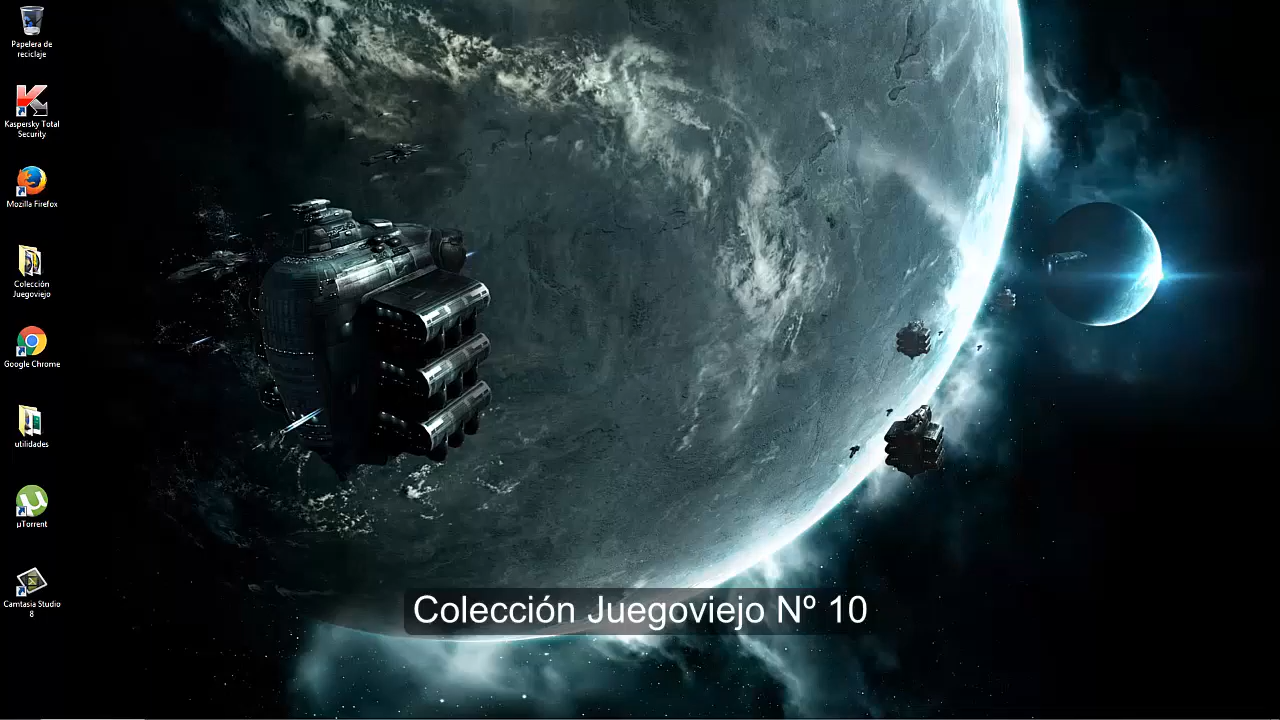 Papelera de
reciclaje
Kaspersky Total
Security
Mozilla Firefox
Colección
Juegoviejo
Google Chrome
utilidades
µTorrent
Camtasia Studio
8
Colección Juegoviejo Nº 10